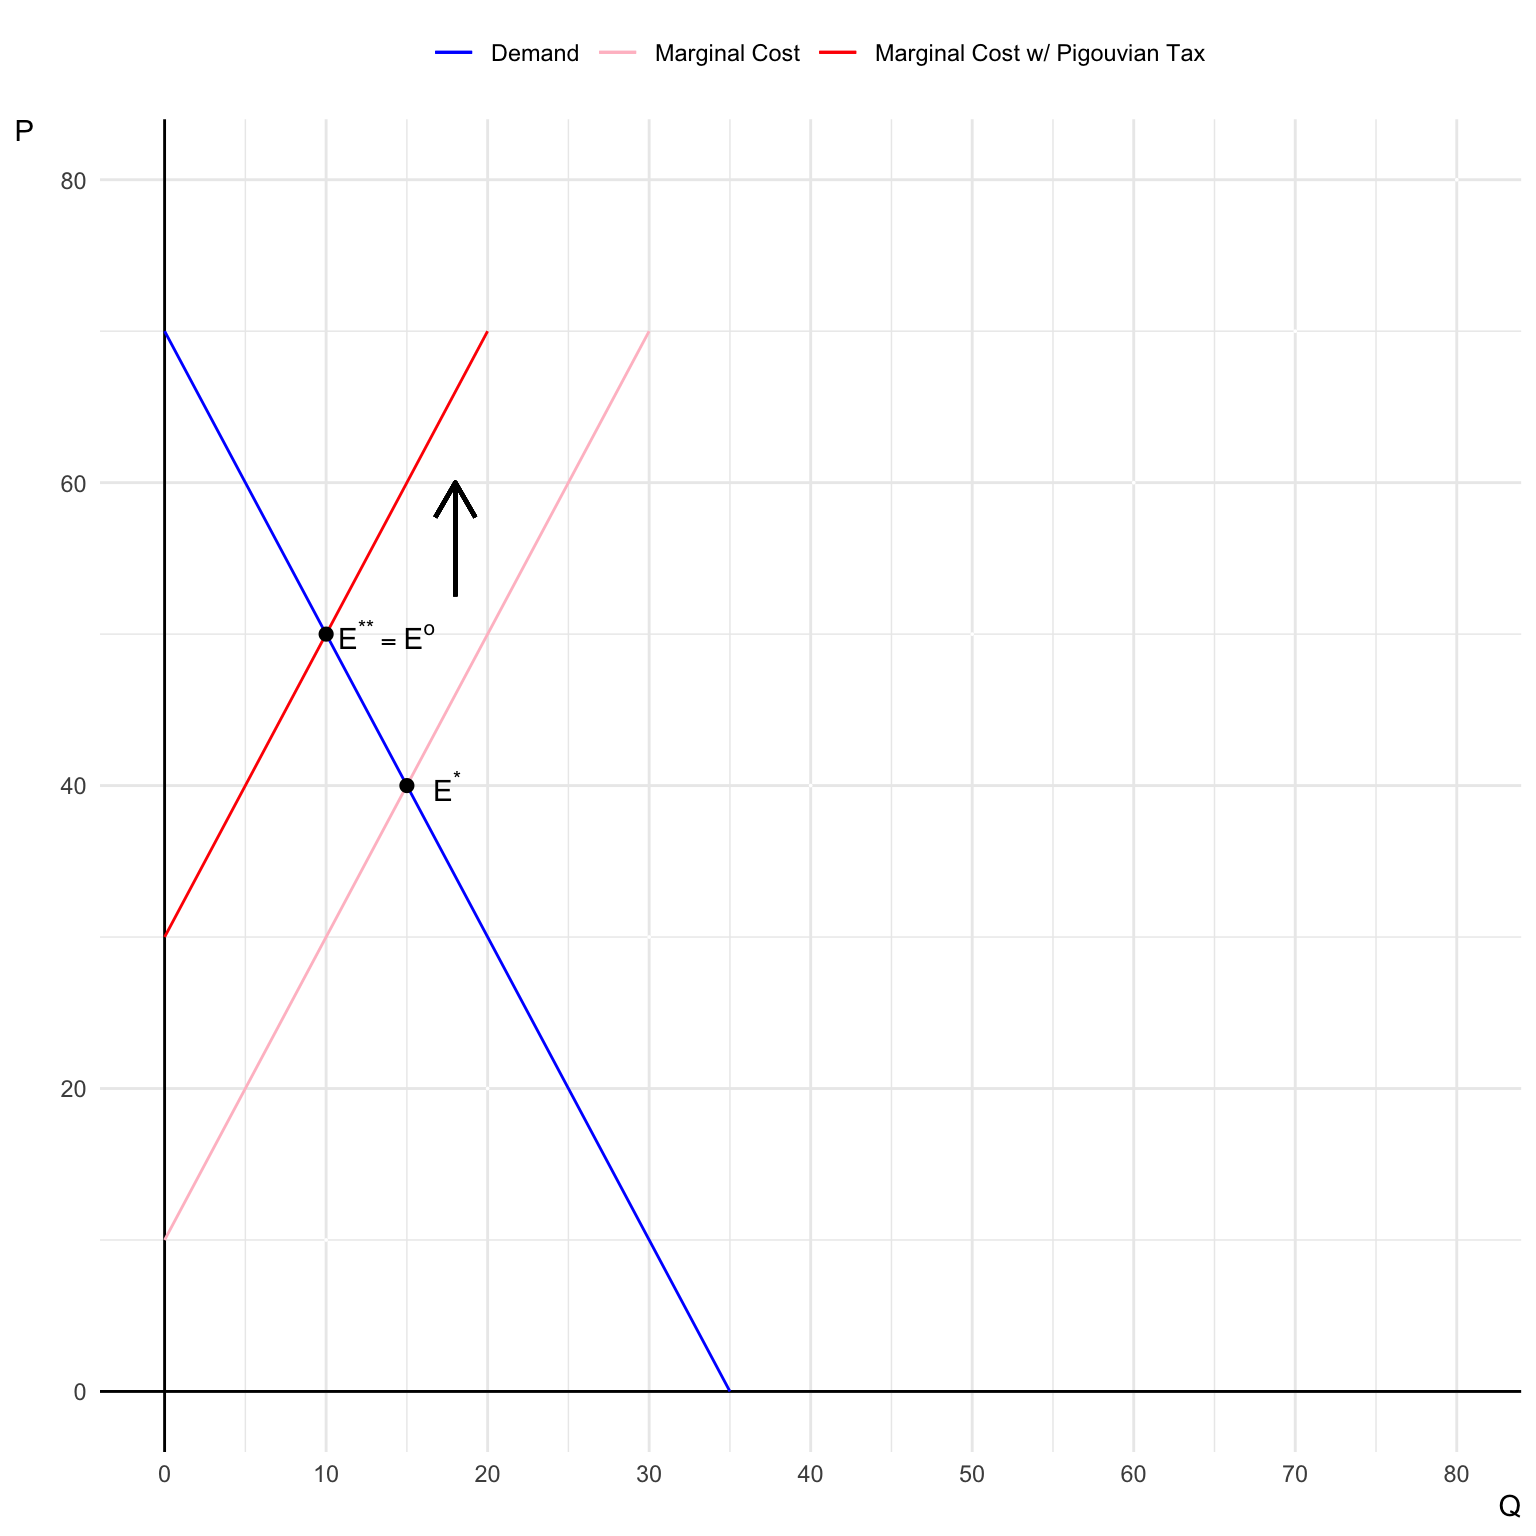 Demand Marginal Cost Marginal Cost w/ Pigouvian Tax
P
80
60
E** = Eº
E*
40
20
0
0 10 20 30 40 50 60 70 80
Q